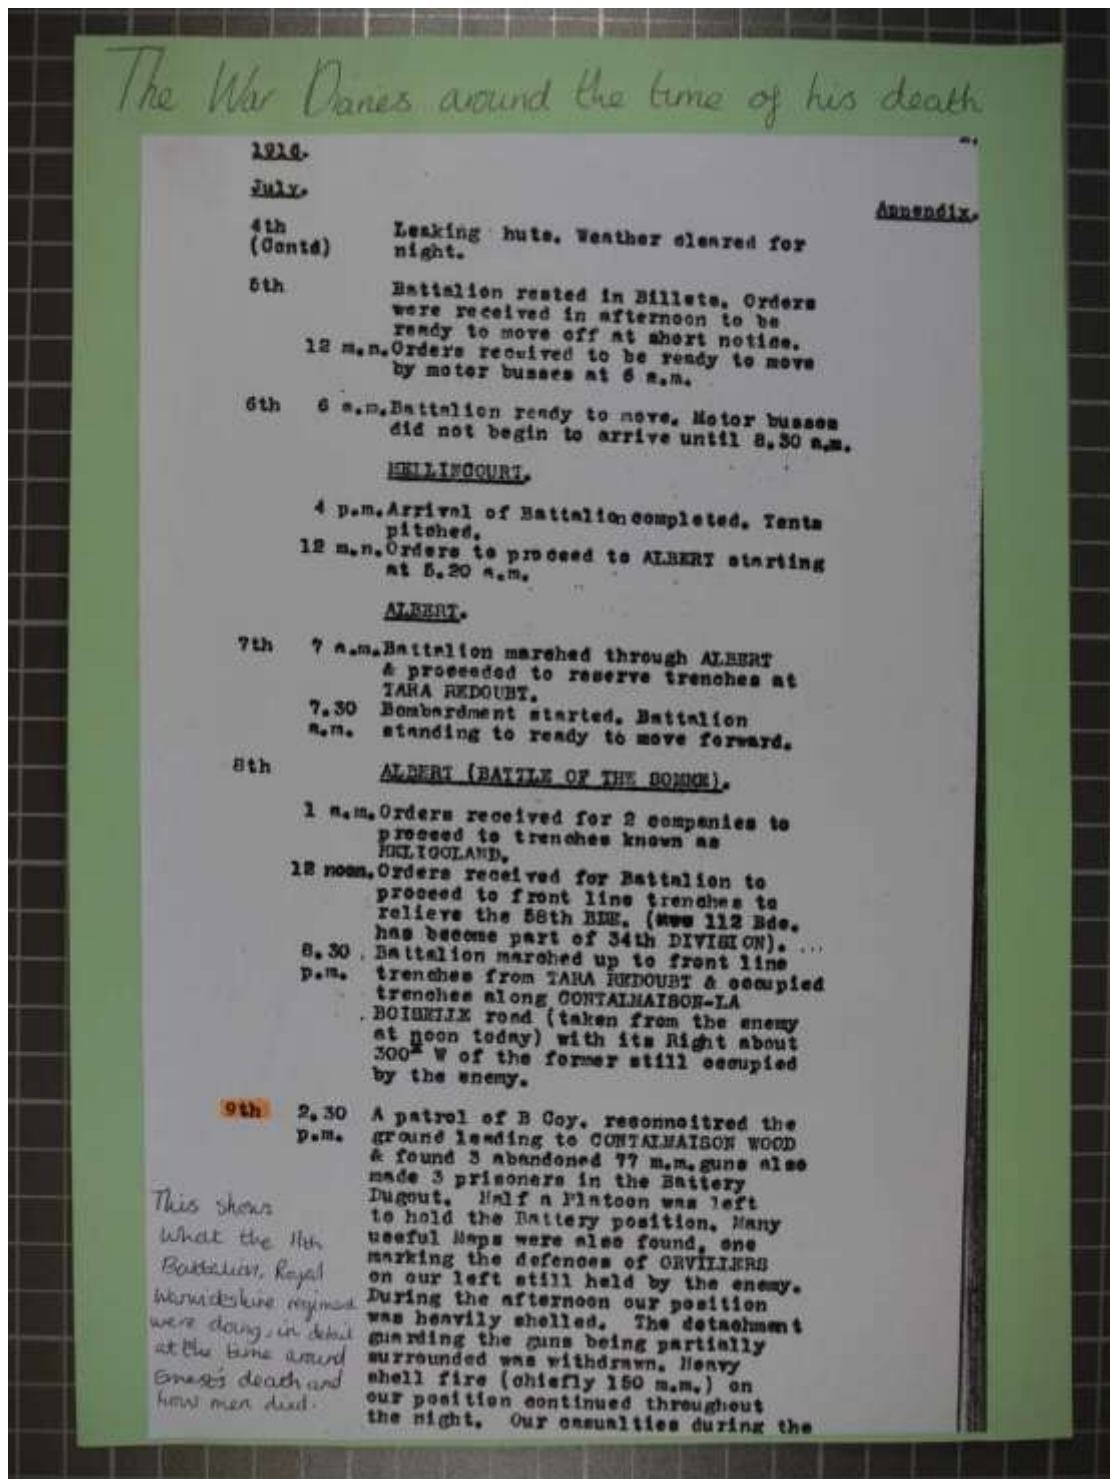 The War Diaries around the time of his death
1916.
July.
Appendix.
4th Leaking huts. Weather cleared for
(Contd) night.
5th Battalion rested in Billets. Orders
were received in afternoon to be
ready to move off at short notice.
12 m.n. Orders received to be ready to move
by motor busses at 6 a.m.
6th 6 a.m. Battalion ready to move. Motor busses
did not begin to arrive until 8.30 a.m.
MELLINCOURT.
4 p.m. Arrival of Battalion completed. Tents
pitched.
12 m.n. Orders to proceed to ALBERT starting
at 5.20 a.m.
ALBERT.
7th 7 a.m. Battalion marched through ALBERT
& proceeded to reserve trenches at
TARA REDOUBT.
7.30 Bombardment started. Battalion
a.m. standing to ready to move forward.
8th ALBERT (BATTLE OF THE SOMME).
1 a.m. Orders received for 2 companies to
proceed to trenches known as
HELIGOLAND.
12 noon. Orders received for Battalion to
proceed to front line trenches to
relieve the 58th BDE. (112 Bde.
has become part of 34th DIVISION). ...
8.30 Battalion marched up to front line
p.m. trenches from TARA REDOUBT & occupied
trenches along CONTALMAISON-LA
BOISELLE road (taken from the enemy
at noon today) with its Right about
300ˣ W of the former still occupied
by the enemy.
9th 2.30 A patrol of B Coy. reconnoitred the
p.m. ground leading to CONTALMAISON WOOD
& found 3 abandoned 77 m.m. guns also
made 3 prisoners in the Battery
Dugout. Half a Platoon was left
to hold the Battery position. Many
useful Maps were also found, one
marking the defences of ORVILLERS
on our left still held by the enemy.
During the afternoon our position
was heavily shelled. The detachment
guarding the guns being partially
surrounded was withdrawn. Heavy
shell fire (chiefly 150 m.m.) on
our position continued throughout
the night. Our casualties during the
This shows
what the 11th
Battalion, Royal
Warwickshire regiment
were doing, in detail
at the time around
Ernest's death and
how men died.